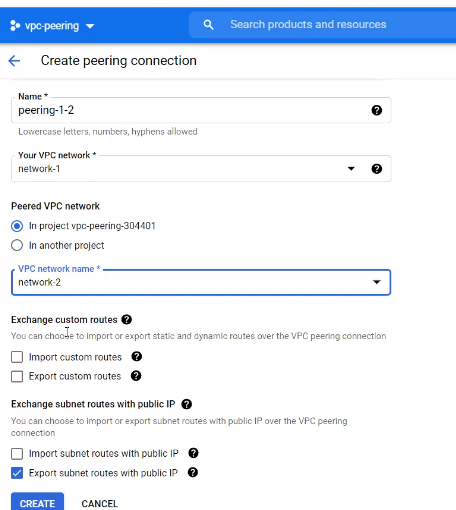 vpc-peering
Search products and resources
Create peering connection
Name *
peering-1-2
Lowercase letters, numbers, hyphens allowed
Your VPC network *
network-1
Peered VPC network
In project vpc-peering-304401
In another project
VPC network name *
network-2
Exchange custom routes
You can choose to import or export static and dynamic routes over the VPC peering connection
Import custom routes
Export custom routes
Exchange subnet routes with public IP
You can choose to import or export subnet routes with public IP over the VPC peering
connection
Import subnet routes with public IP
Export subnet routes with public IP
CREATE CANCEL